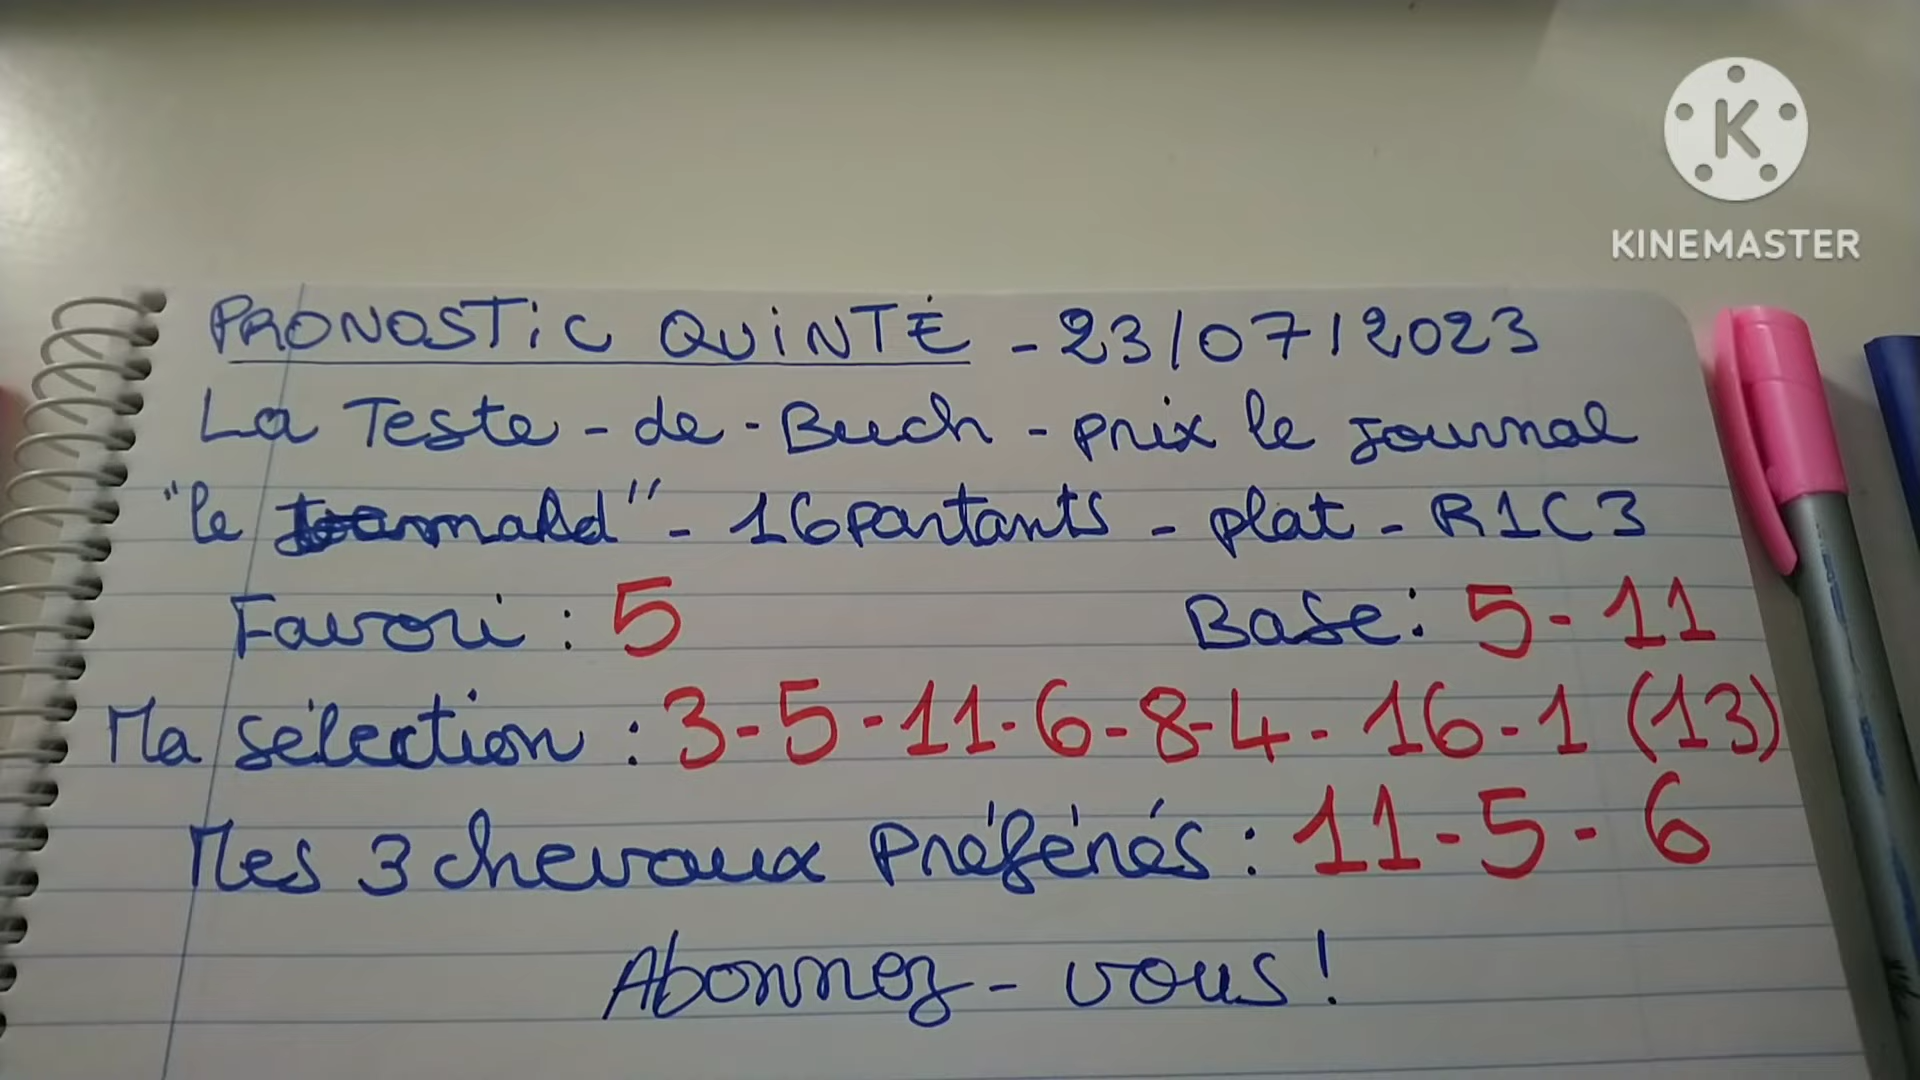 KINEMASTER
PRONOSTIC QUINTÉ - 23/07/2023
La Teste-de-Buch - prix le journal
"le - 16 partants - plat - R1C3
Favori : 5 Base : 5 - 11
Ma sélection : 3-5-11-6-8-4-16-1 (13)
Mes 3 chevaux préférés : 11-5-6
Abonnez-vous !